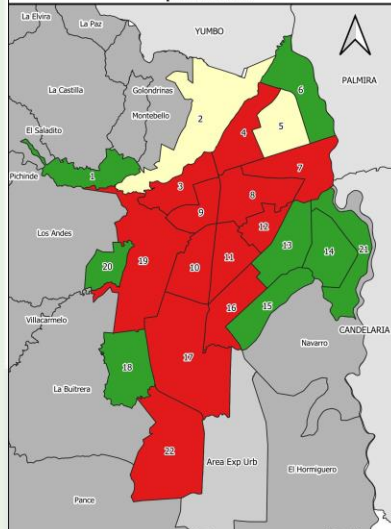 La Elvira
La Paz
YUMBO
PALMIRA
La Castilla
Golondrinas
Montebello
El Saladito
Pichinde
Los Andes
Villacarmelo
La Buitrera
Pance
Area Exp Urb
El Hormiguero
Navarro
CANDELARIA
1
2
3
4
5
6
7
8
9
10
11
12
13
14
15
16
17
18
19
20
21
22